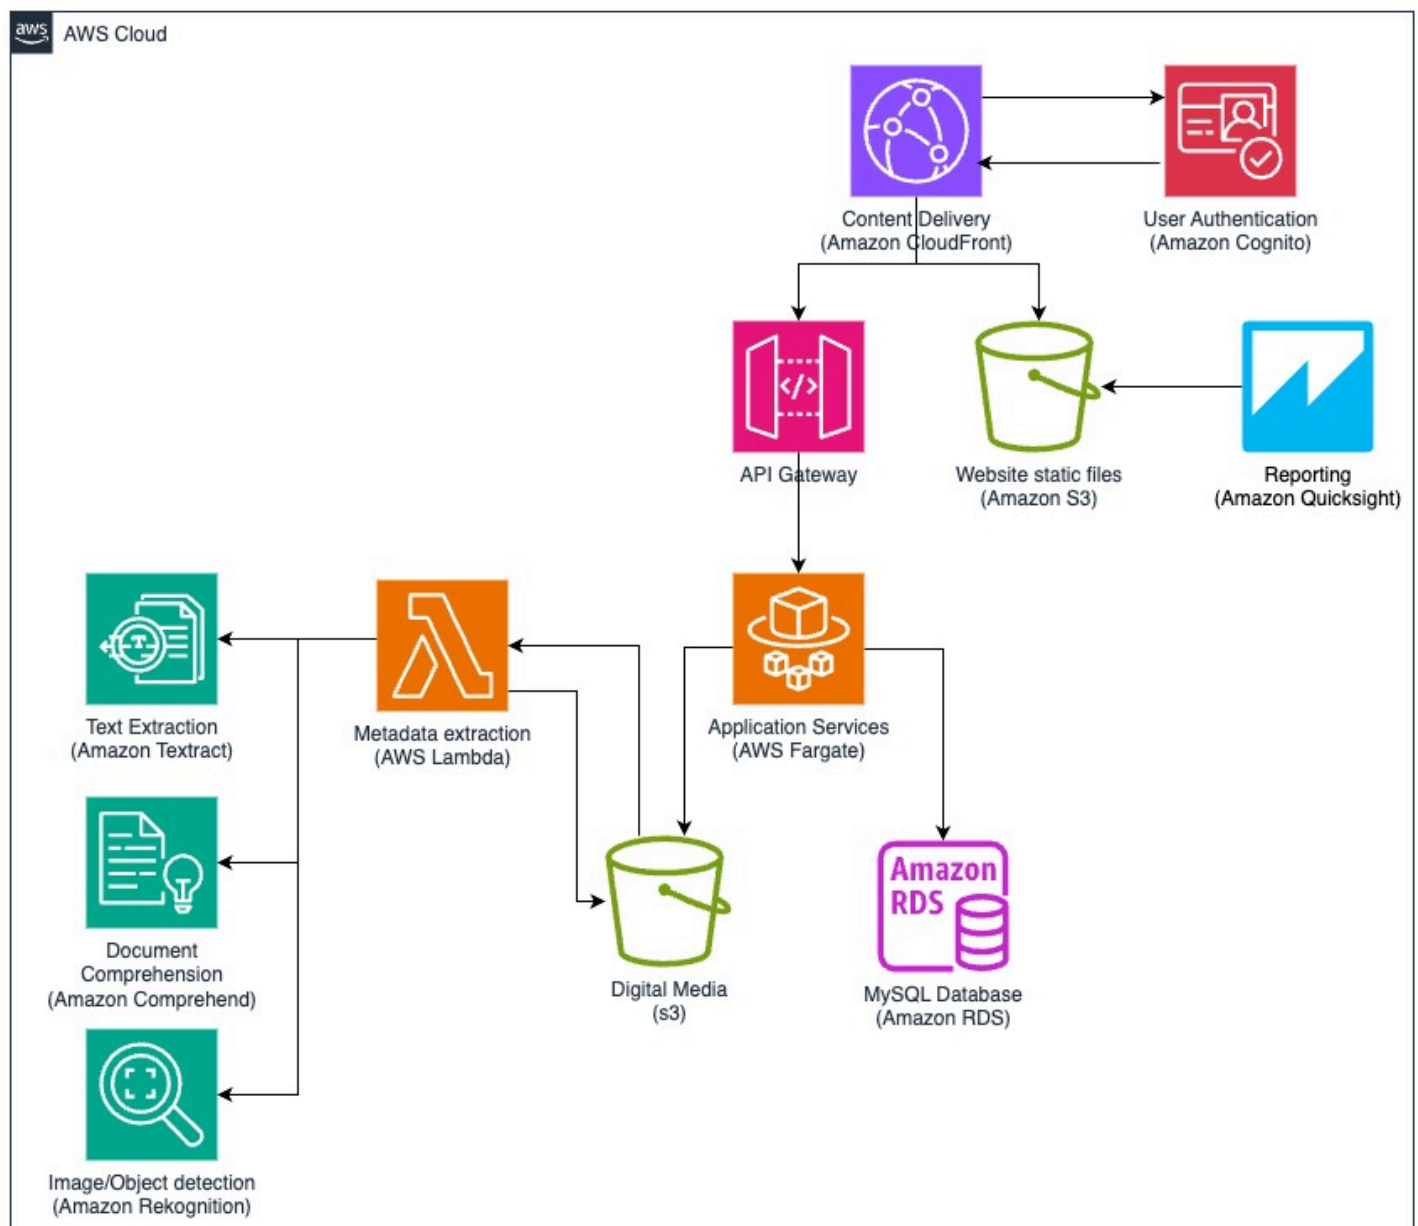 aws
AWS Cloud
Content Delivery
(Amazon CloudFront)
User Authentication
(Amazon Cognito)
</>
API Gateway
Website static files
(Amazon S3)
Reporting
(Amazon Quicksight)
T
Text Extraction
(Amazon Textract)
Metadata extraction
(AWS Lambda)
Application Services
(AWS Fargate)
Document
Comprehension
(Amazon Comprehend)
Digital Media
(s3)
Amazon
RDS
MySQL Database
(Amazon RDS)
Image/Object detection
(Amazon Rekognition)